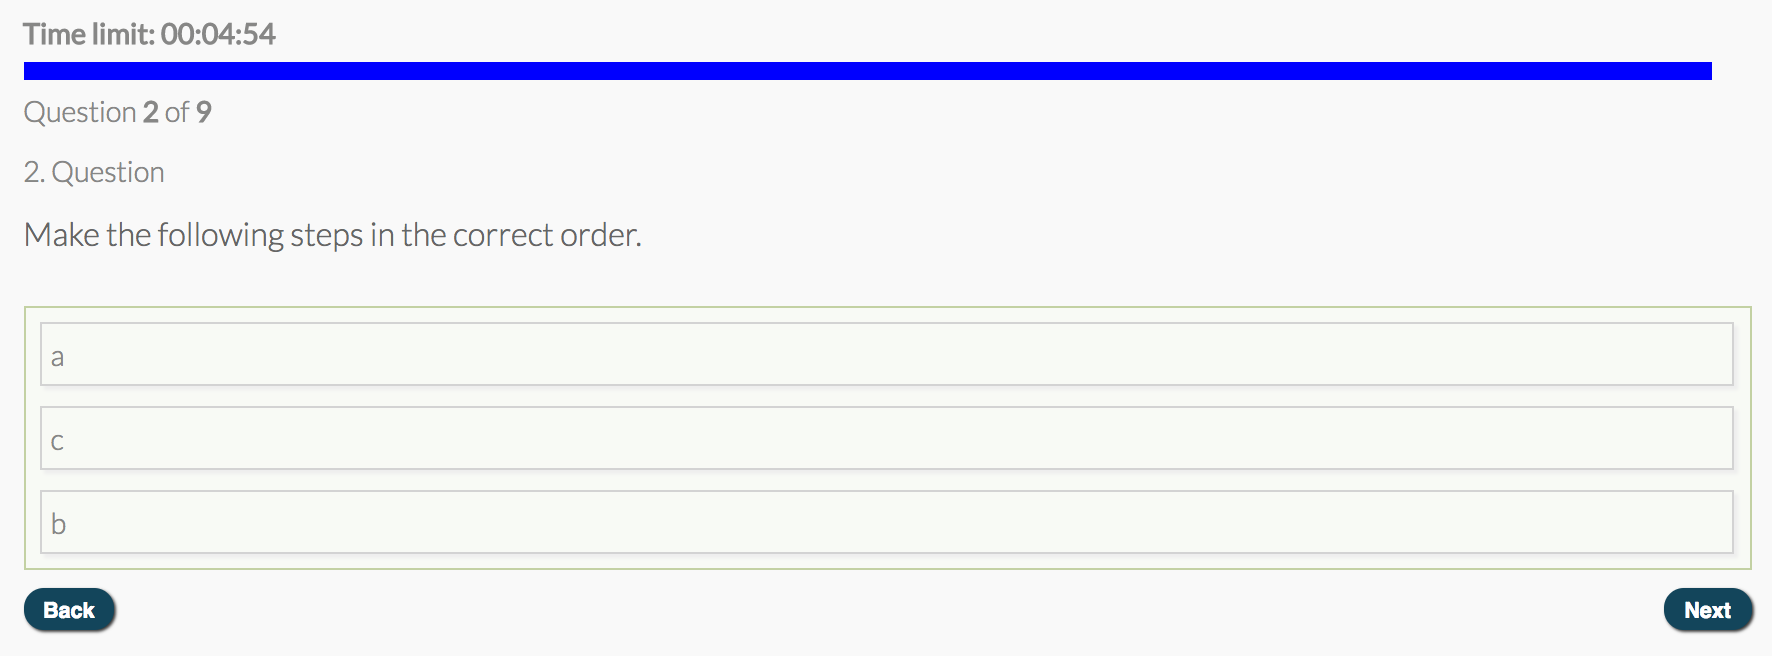 Time limit: 00:04:54
Question 2 of 9
2. Question
Make the following steps in the correct order.
a
c
b
Back
Next